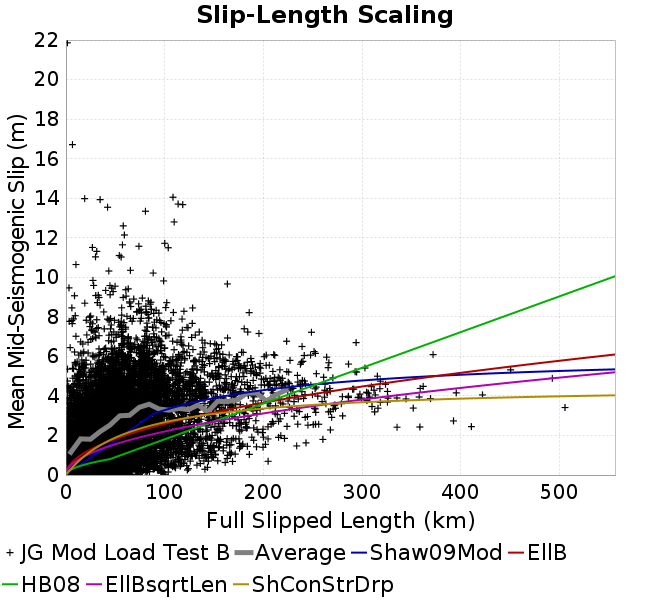 Slip-Length Scaling
Mean Mid-Seismogenic Slip (m)
22
20
18
16
14
12
10
8
6
4
2
0
0 100 200 300 400 500
Full Slipped Length (km)
JG Mod Load Test B Average Shaw09Mod EllB
HB08 EllBsqrtLen ShConStrDrp